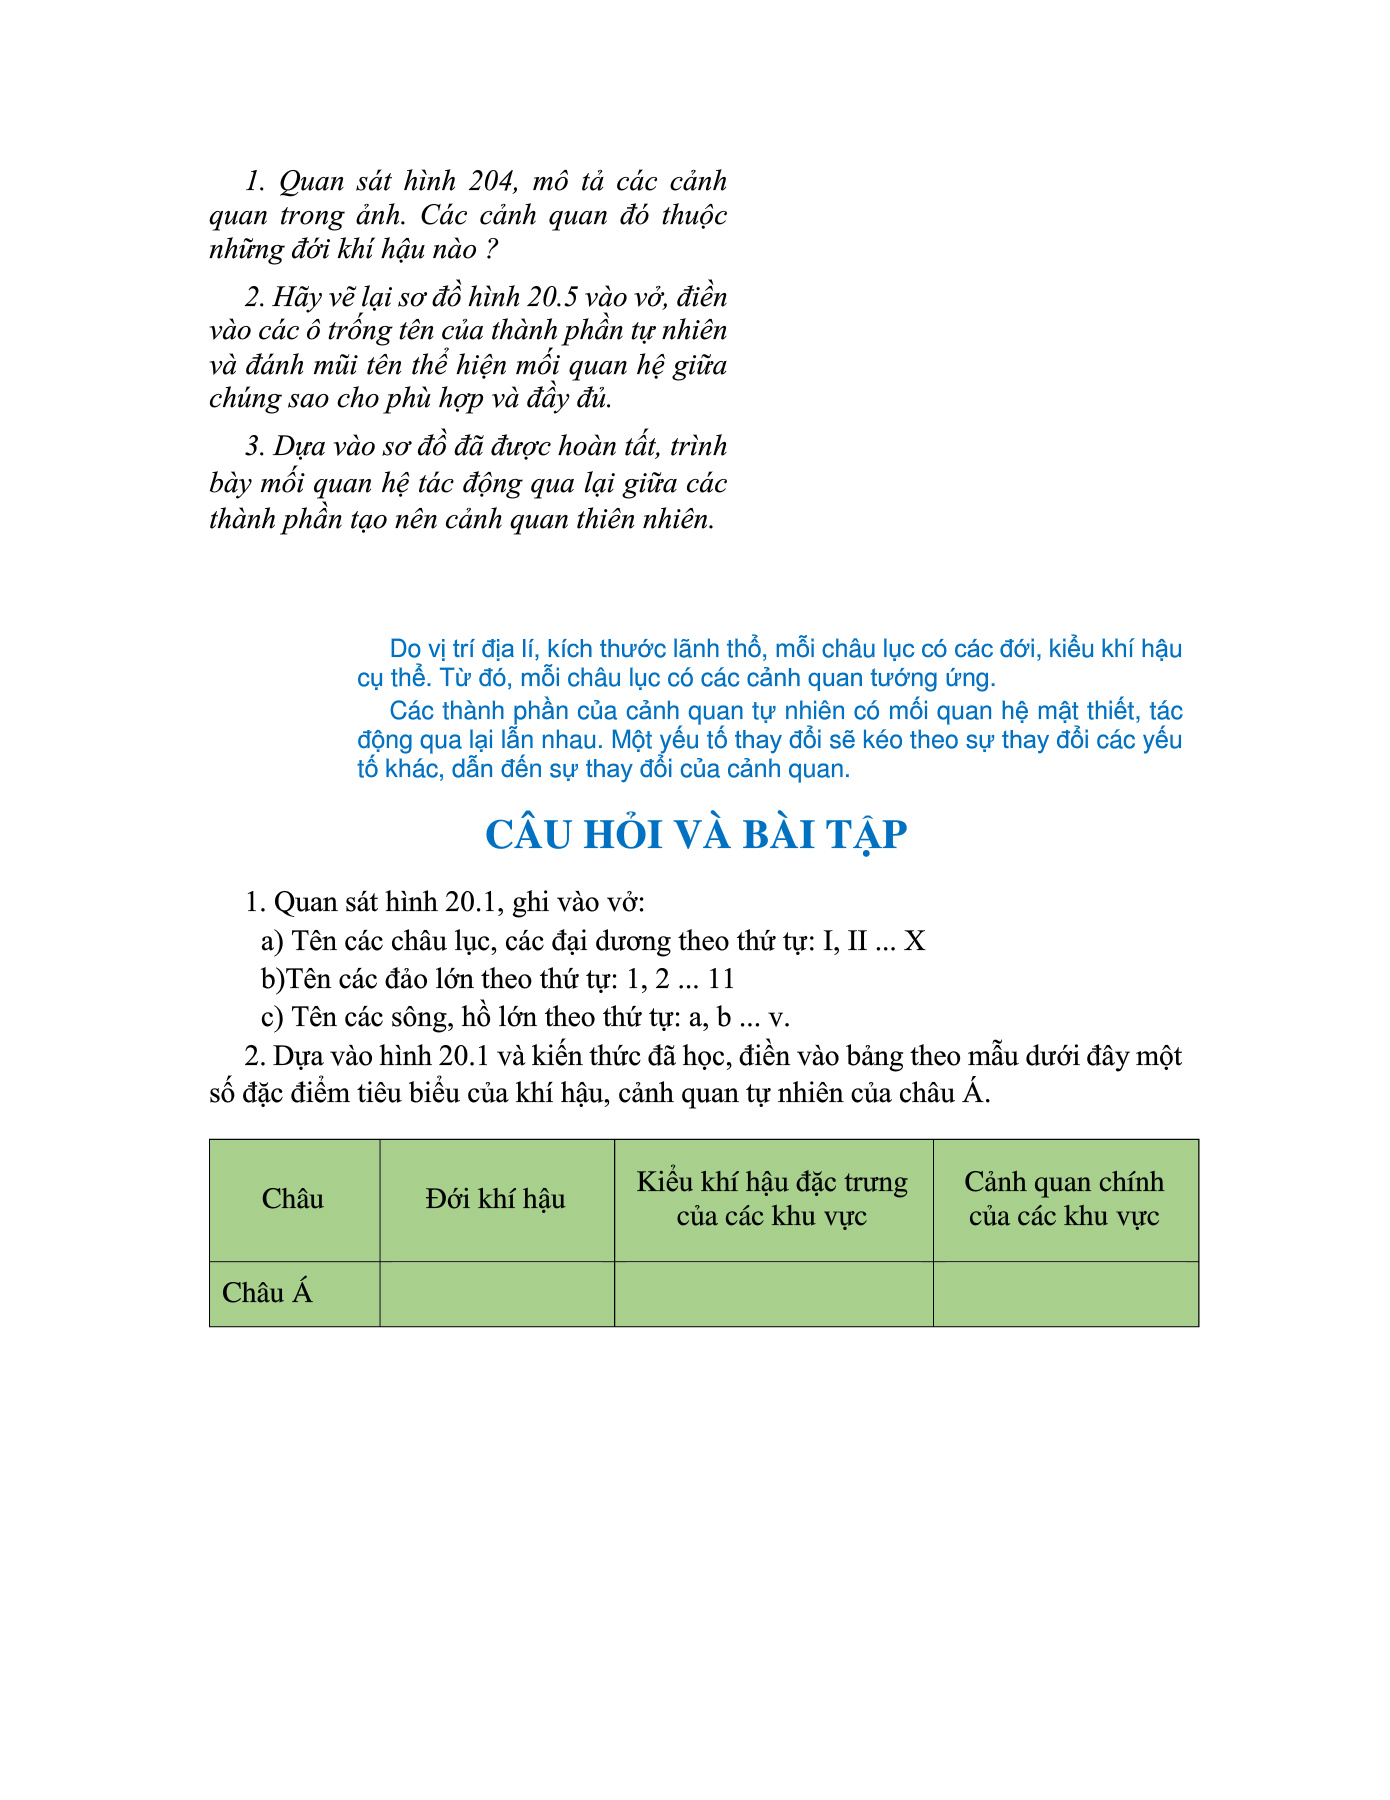 1. Quan sát hình 204, mô tả các cảnh
quan trong ảnh. Các cảnh quan đó thuộc
những đới khí hậu nào ?
2. Hãy vẽ lại sơ đồ hình 20.5 vào vở, điền
vào các ô trống tên của thành phần tự nhiên
và đánh mũi tên thể hiện mối quan hệ giữa
chúng sao cho phù hợp và đầy đủ.
3. Dựa vào sơ đồ đã được hoàn tất, trình
bày mối quan hệ tác động qua lại giữa các
thành phần tạo nên cảnh quan thiên nhiên.
Do vị trí địa lí, kích thước lãnh thổ, mỗi châu lục có các đới, kiểu khí hậu
cụ thể. Từ đó, mỗi châu lục có các cảnh quan tướng ứng.
Các thành phần của cảnh quan tự nhiên có mối quan hệ mật thiết, tác
động qua lại lẫn nhau. Một yếu tố thay đổi sẽ kéo theo sự thay đổi các yếu
tố khác, dẫn đến sự thay đổi của cảnh quan.
CÂU HỎI VÀ BÀI TẬP
1. Quan sát hình 20.1, ghi vào vở:
a) Tên các châu lục, các đại dương theo thứ tự: I, II ... X
b)Tên các đảo lớn theo thứ tự: 1, 2 ... 11
c) Tên các sông, hồ lớn theo thứ tự: a, b ... v.
2. Dựa vào hình 20.1 và kiến thức đã học, điền vào bảng theo mẫu dưới đây một
số đặc điểm tiêu biểu của khí hậu, cảnh quan tự nhiên của châu Á.
Châu
Đới khí hậu
Kiểu khí hậu đặc trưng
của các khu vực
Cảnh quan chính
của các khu vực
Châu Á